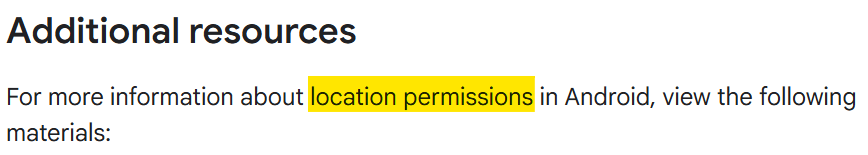 Additional resources
For more information about location permissions in Android, view the following
materials: